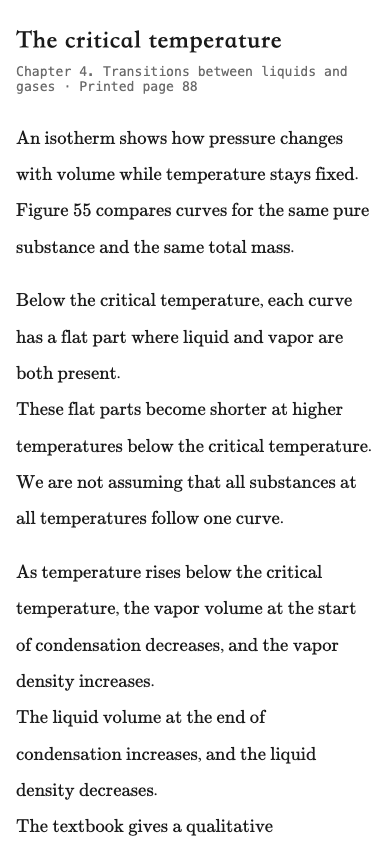 The critical temperature
Chapter 4. Transitions between liquids and
gases · Printed page 88
An isotherm shows how pressure changes
with volume while temperature stays fixed.
Figure 55 compares curves for the same pure
substance and the same total mass.
Below the critical temperature, each curve
has a flat part where liquid and vapor are
both present.
These flat parts become shorter at higher
temperatures below the critical temperature.
We are not assuming that all substances at
all temperatures follow one curve.
As temperature rises below the critical
temperature, the vapor volume at the start
of condensation decreases, and the vapor
density increases.
The liquid volume at the end of
condensation increases, and the liquid
density decreases.
The textbook gives a qualitative